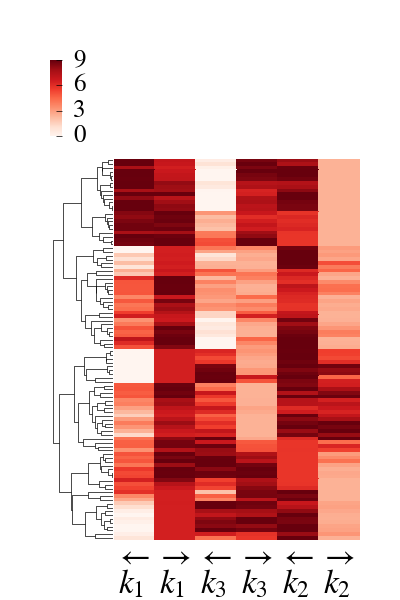 9
6
3
0
← → ← → ← →
k₁ k₁ k₃ k₃ k₂ k₂